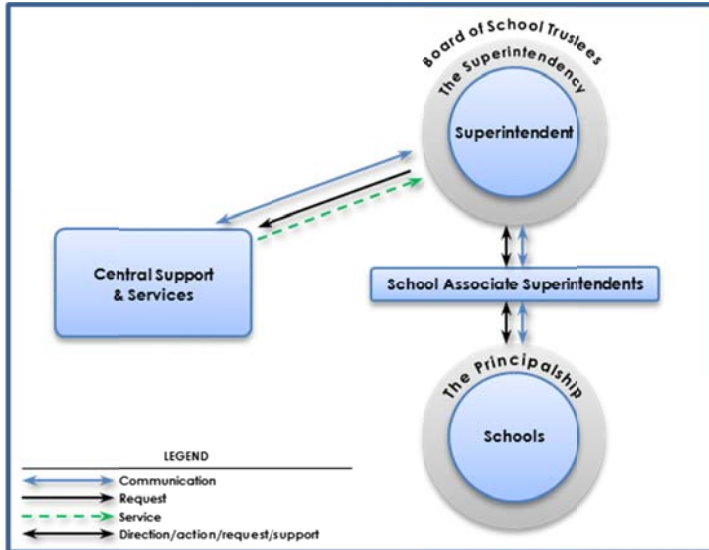 Board of School Trustees
The Superintendency
Superintendent
Central Support
& Services
School Associate Superintendents
The Principalship
Schools
LEGEND
Communication
Request
Service
Direction/action/request/support